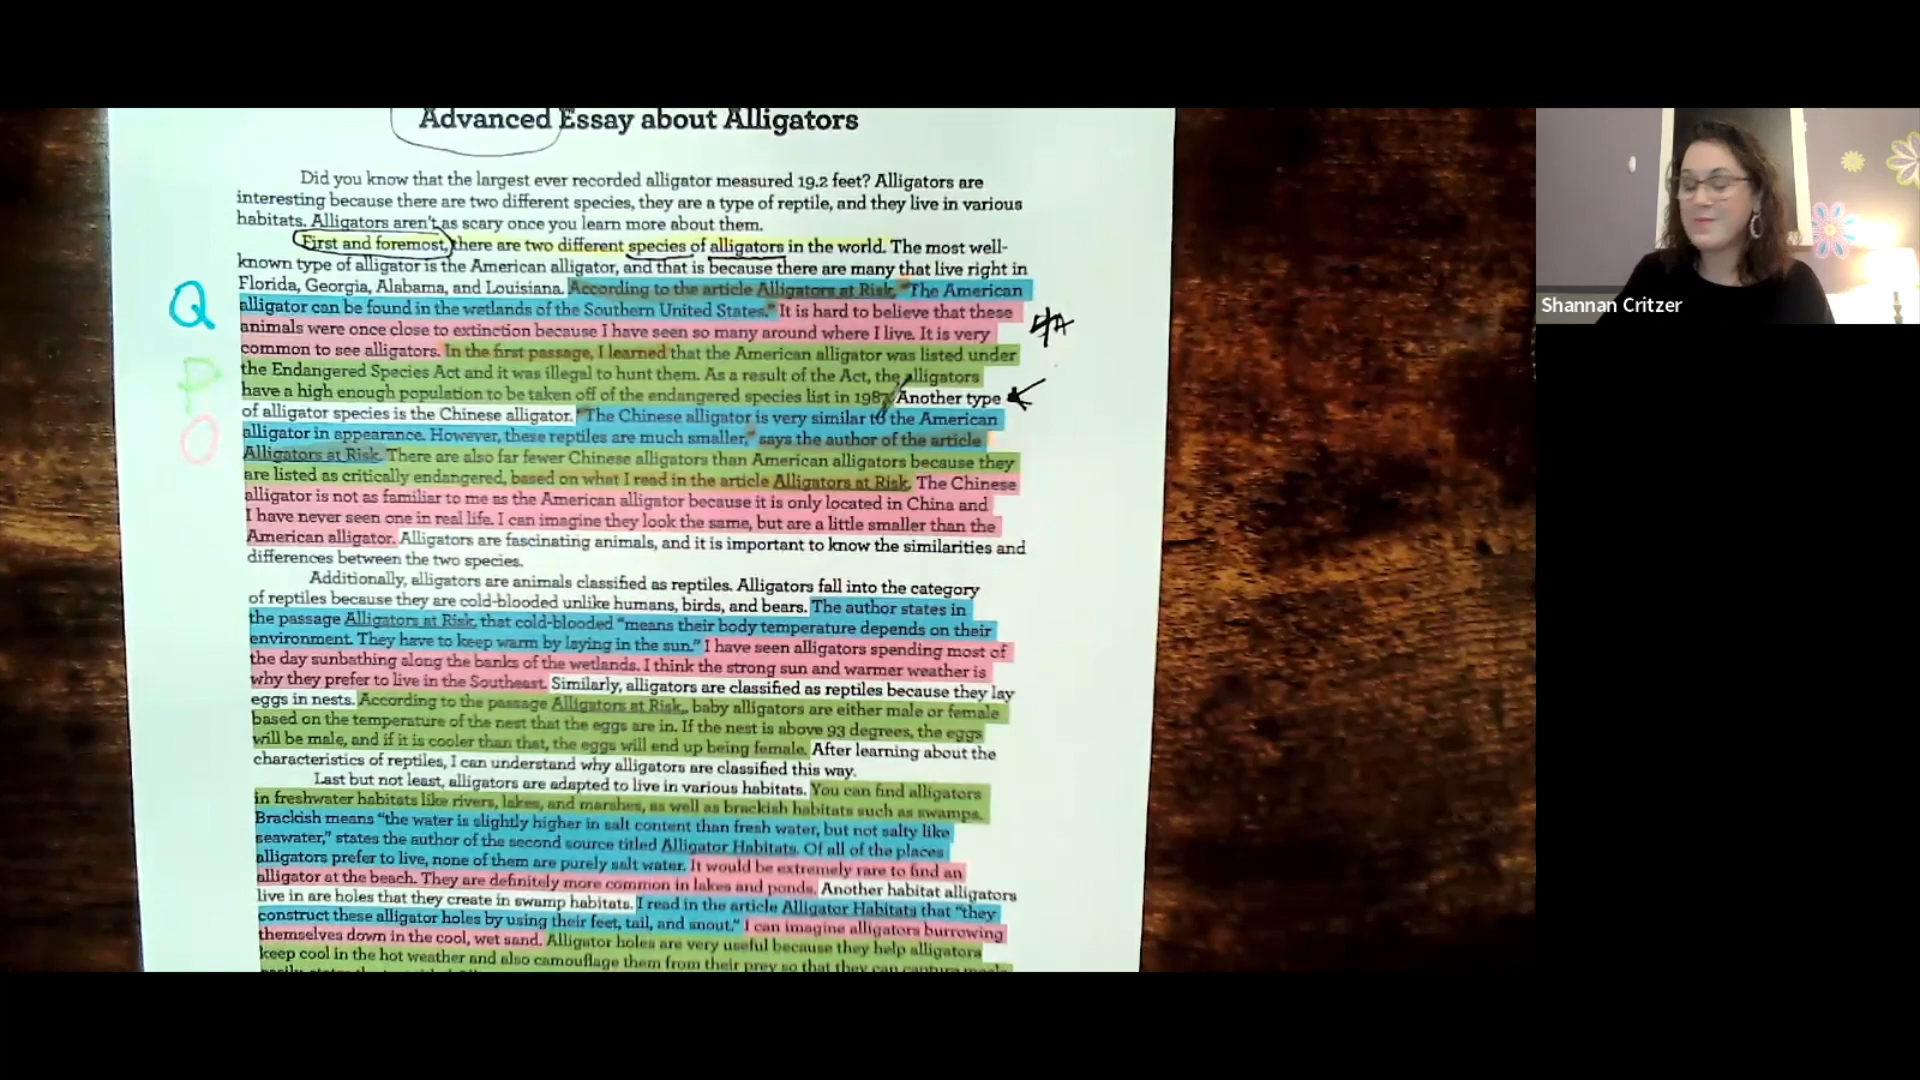 Advanced Essay about Alligators
Did you know that the largest ever recorded alligator measured 19.2 feet? Alligators are
interesting because there are two different species, they are a type of reptile, and they live in various
habitats. Alligators aren't as scary once you learn more about them.
First and foremost, there are two different species of alligators in the world. The most well-
known type of alligator is the American alligator, and that is because there are many that live right in
Florida, Georgia, Alabama, and Louisiana. According to the article Alligators at Risk, "The American
alligator can be found in the wetlands of the Southern United States." It is hard to believe that these
animals were once close to extinction because I have seen so many around where I live. It is very
common to see alligators. In the first passage, I learned that the American alligator was listed under
the Endangered Species Act and it was illegal to hunt them. As a result of the Act, the alligators
have a high enough population to be taken off of the endangered species list in 1987. Another type
of alligator species is the Chinese alligator. "The Chinese alligator is very similar to the American
alligator in appearance. However, these reptiles are much smaller," says the author of the article
Alligators at Risk. There are also far fewer Chinese alligators than American alligators because they
are listed as critically endangered, based on what I read in the article Alligators at Risk. The Chinese
alligator is not as familiar to me as the American alligator because it is only located in China and
I have never seen one in real life. I can imagine they look the same, but are a little smaller than the
American alligator. Alligators are fascinating animals, and it is important to know the similarities and
differences between the two species.
Additionally, alligators are animals classified as reptiles. Alligators fall into the category
of reptiles because they are cold-blooded unlike humans, birds, and bears. The author states in
the passage Alligators at Risk, that cold-blooded "means their body temperature depends on their
environment. They have to keep warm by laying in the sun." I have seen alligators spending most of
the day sunbathing along the banks of the wetlands. I think the strong sun and warmer weather is
why they prefer to live in the Southeast. Similarly, alligators are classified as reptiles because they lay
eggs in nests. According to the passage Alligators at Risk, baby alligators are either male or female
based on the temperature of the nest that the eggs are in. If the nest is above 93 degrees, the eggs
will be male, and if it is cooler than that, the eggs will end up being female. After learning about the
characteristics of reptiles, I can understand why alligators are classified this way.
Last but not least, alligators are adapted to live in various habitats. You can find alligators
in freshwater habitats like rivers, lakes, and marshes, as well as brackish habitats such as swamps.
Brackish means "the water is slightly higher in salt content than fresh water, but not salty like
seawater," states the author of the second source titled Alligator Habitats. Of all of the places
alligators prefer to live, none of them are purely salt water. It would be extremely rare to find an
alligator at the beach. They are definitely more common in lakes and ponds. Another habitat alligators
live in are holes that they create in swamp habitats. I read in the article Alligator Habitats that "they
construct these alligator holes by using their feet, tail, and snout." I can imagine alligators burrowing
themselves down in the cool, wet sand. Alligator holes are very useful because they help alligators
keep cool in the hot weather and also camouflage them from their prey so that they can capture meals
Q
P
O
Shannan Critzer